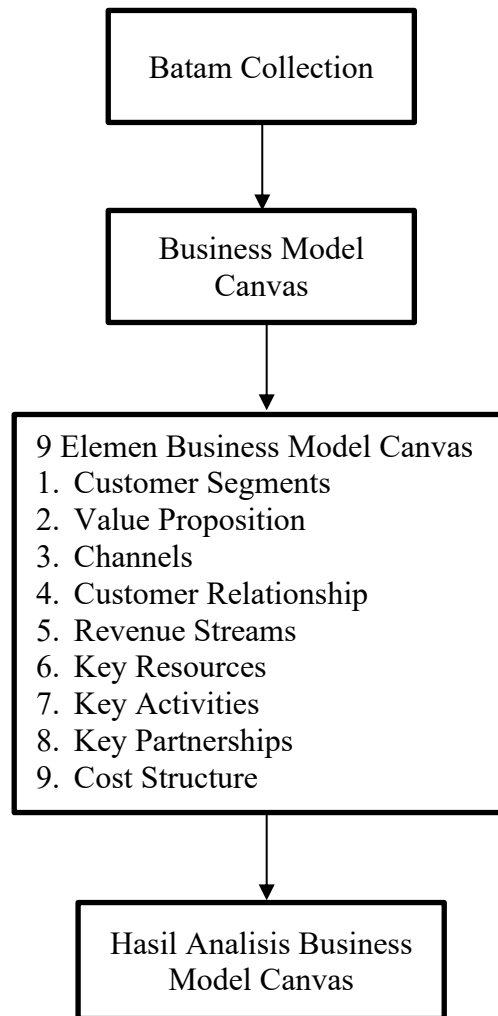 Batam Collection
Business Model
Canvas
9 Elemen Business Model Canvas
1. Customer Segments
2. Value Proposition
3. Channels
4. Customer Relationship
5. Revenue Streams
6. Key Resources
7. Key Activities
8. Key Partnerships
9. Cost Structure
Hasil Analisis Business
Model Canvas